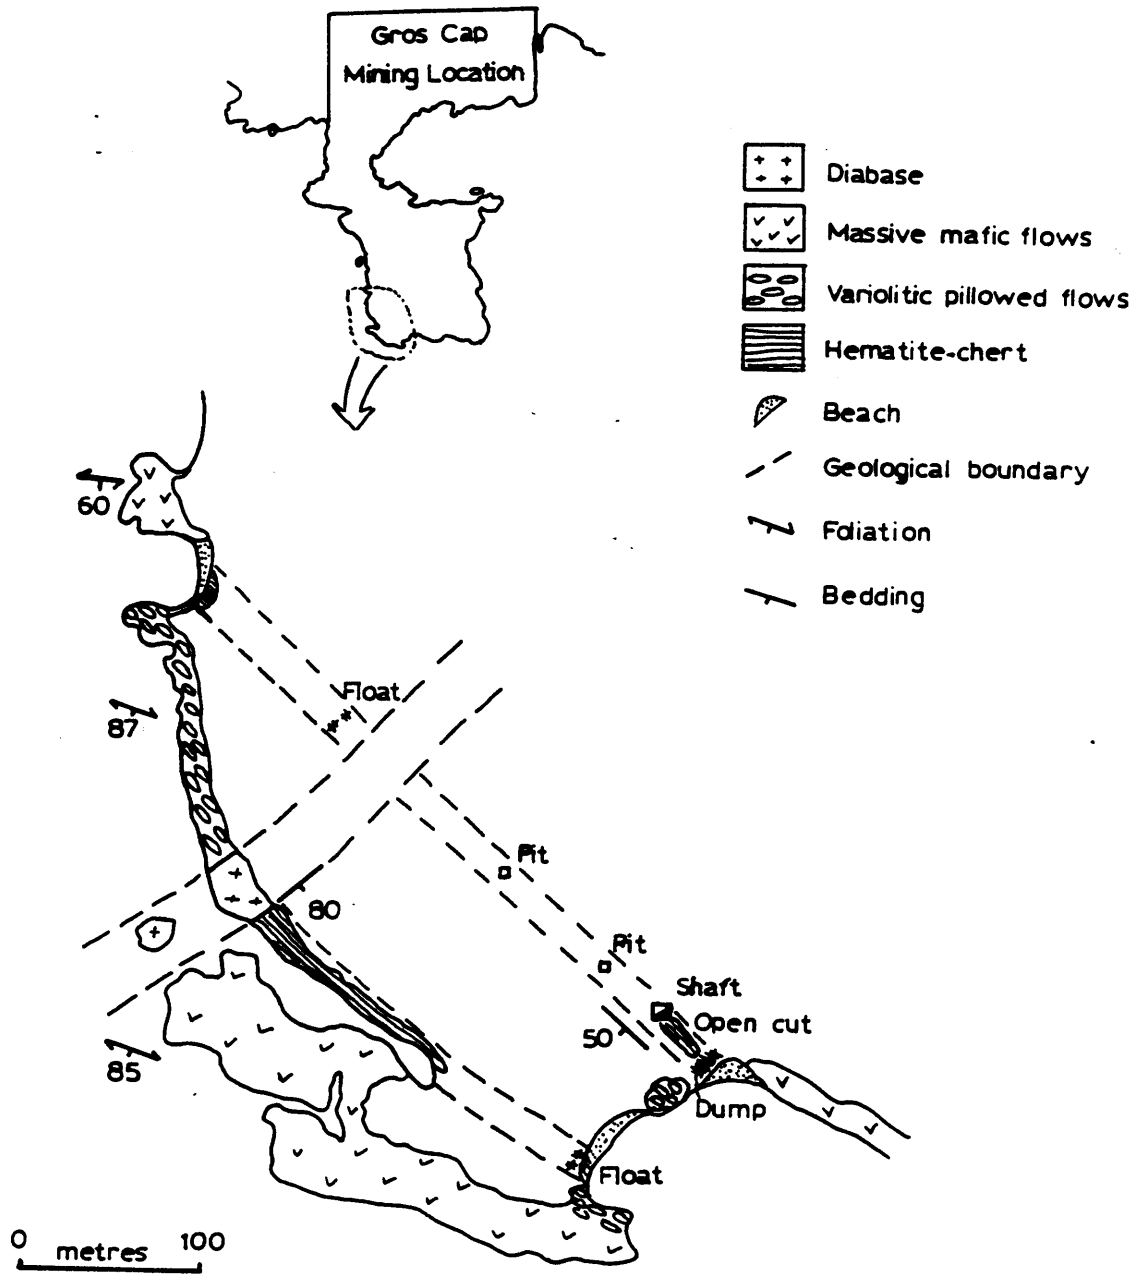 Gros Cap
Mining Location
Diabase
Massive mafic flows
Variolitic pillowed flows
Hematite-chert
Beach
Geological boundary
Foliation
Bedding
60
Float
87
Pit
80
Pit
Shaft
Open cut
50
85
Dump
Float
0 metres 100